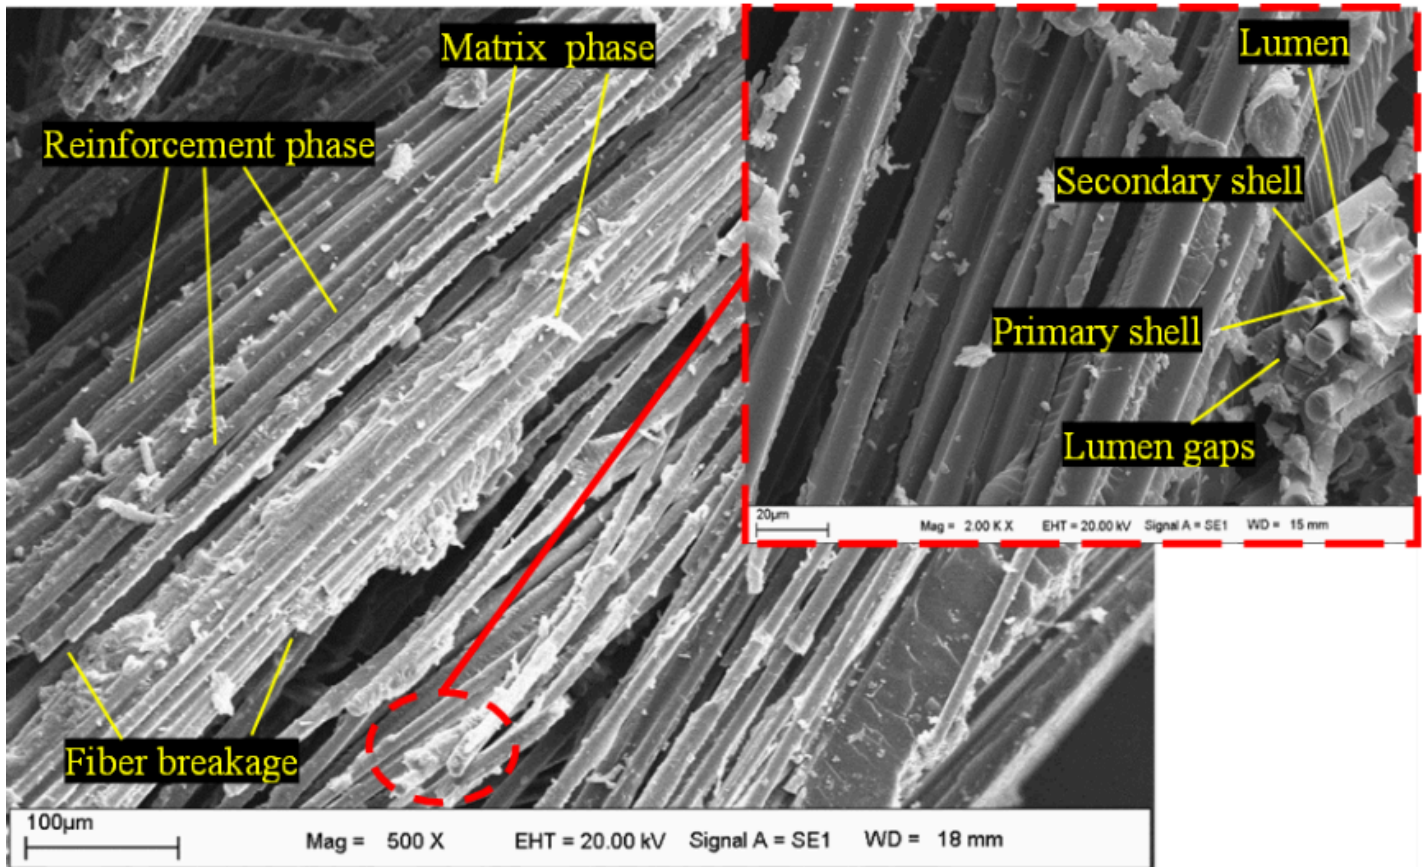 Matrix phase
Lumen
Reinforcement phase
Secondary shell
Primary shell
Lumen gaps
20µm
Mag = 2.00 K X EHT = 20.00 kV Signal A = SE1 WD = 15 mm
Fiber breakage
100µm
Mag = 500 X EHT = 20.00 kV Signal A = SE1 WD = 18 mm